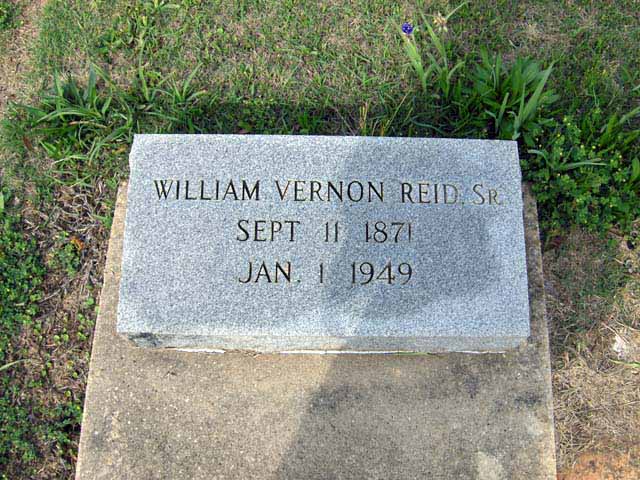 WILLIAM VERNON REID, SR.
SEPT 11 1871
JAN. 1 1949